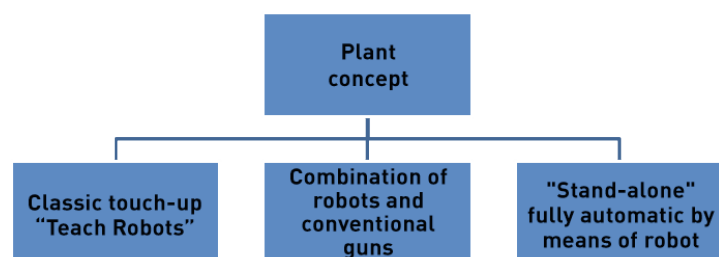 Plant
concept
Classic touch-up
“Teach Robots”
Combination of
robots and
conventional
guns
"Stand-alone"
fully automatic by
means of robot